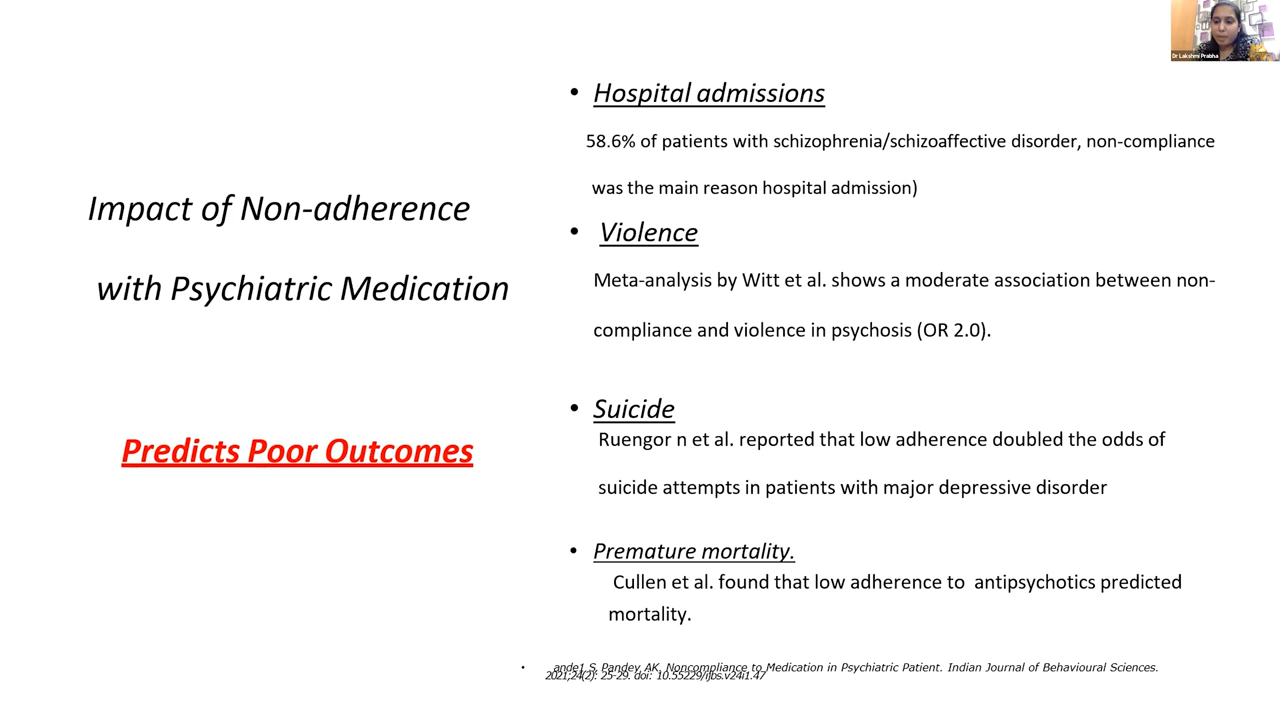 Dr Lakshmi Prabha
Impact of Non-adherence
with Psychiatric Medication
Predicts Poor Outcomes
• Hospital admissions
58.6% of patients with schizophrenia/schizoaffective disorder, non-compliance
was the main reason hospital admission)
• Violence
Meta-analysis by Witt et al. shows a moderate association between non-
compliance and violence in psychosis (OR 2.0).
• Suicide
Ruengor n et al. reported that low adherence doubled the odds of
suicide attempts in patients with major depressive disorder
• Premature mortality.
Cullen et al. found that low adherence to antipsychotics predicted
mortality.
• ande1 S, Pandey AK, Noncompliance to Medication in Psychiatric Patient. Indian Journal of Behavioural Sciences.
2021;24(2): 25-29. doi: 10.55229/ijbs.v24i1.47